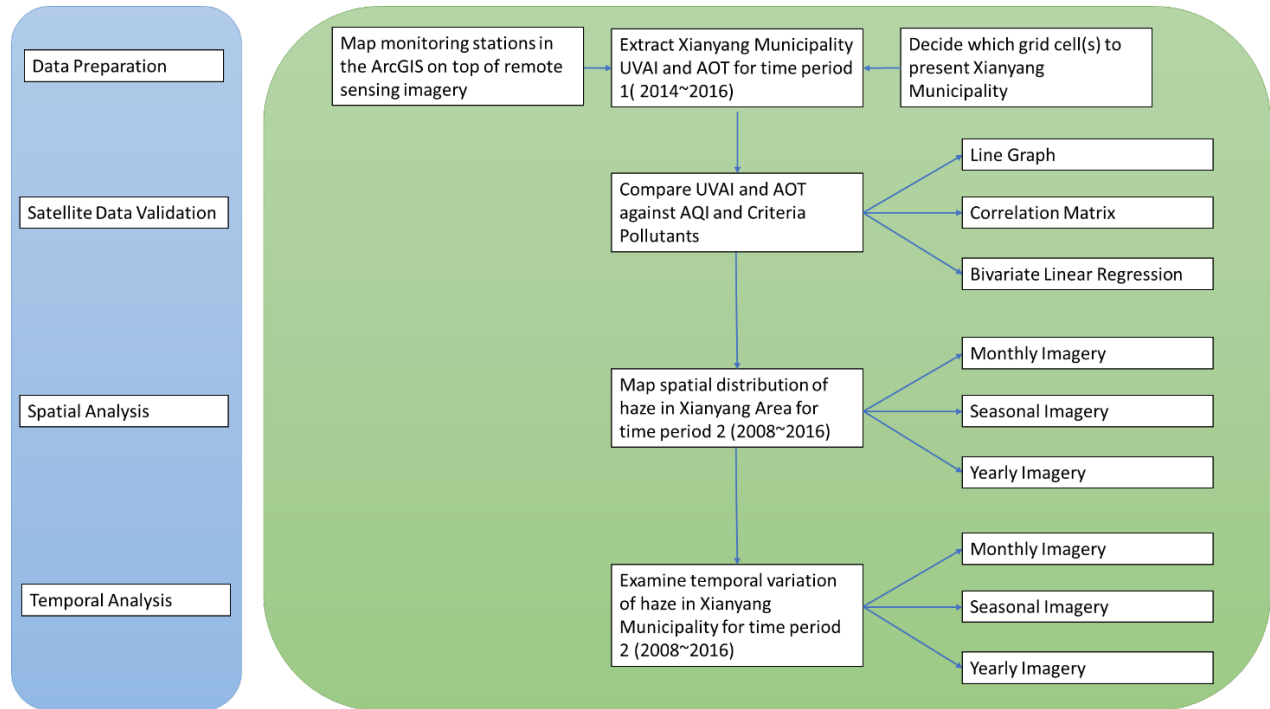 Data Preparation
Map monitoring stations in
the ArcGIS on top of remote
sensing imagery
Extract Xianyang Municipality
UVAI and AOT for time period
1( 2014~2016)
Decide which grid cell(s) to
present Xianyang
Municipality
Satellite Data Validation
Compare UVAI and AOT
against AQI and Criteria
Pollutants
Line Graph
Correlation Matrix
Bivariate Linear Regression
Spatial Analysis
Map spatial distribution of
haze in Xianyang Area for
time period 2 (2008~2016)
Monthly Imagery
Seasonal Imagery
Yearly Imagery
Temporal Analysis
Examine temporal variation
of haze in Xianyang
Municipality for time period
2 (2008~2016)
Monthly Imagery
Seasonal Imagery
Yearly Imagery